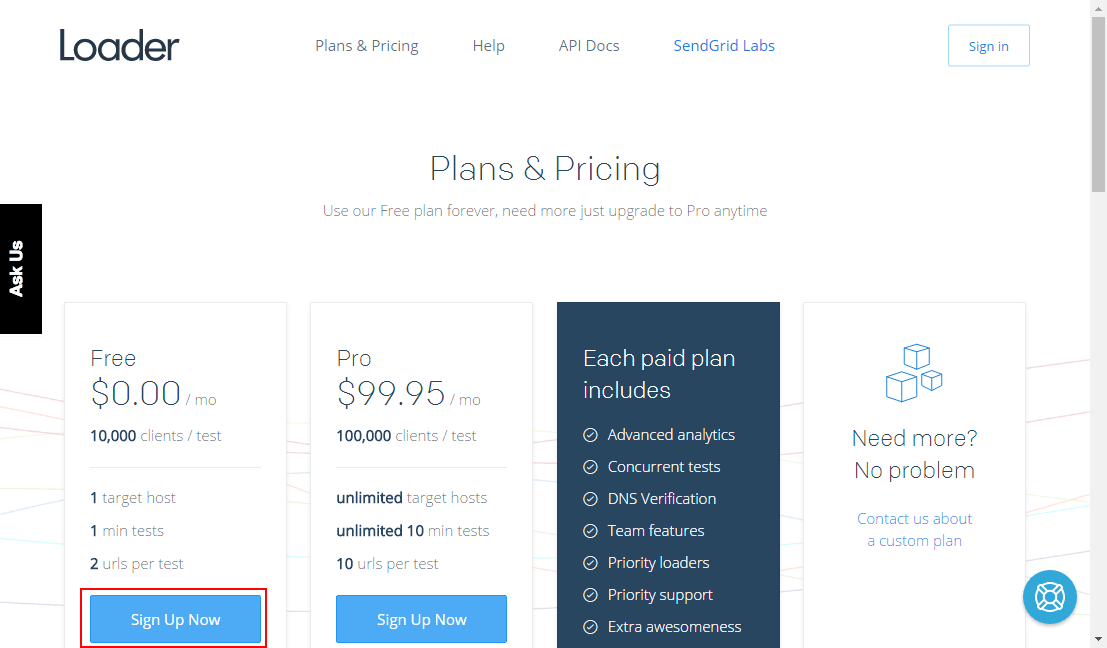 Loader
Plans & Pricing
Help
API Docs
SendGrid Labs
Sign in
Plans & Pricing
Use our Free plan forever, need more just upgrade to Pro anytime
Ask Us
Free
$0.00 / mo
10,000 clients / test
1 target host
1 min tests
2 urls per test
Sign Up Now
Pro
$99.95 / mo
100,000 clients / test
unlimited target hosts
unlimited 10 min tests
10 urls per test
Sign Up Now
Each paid plan
includes
Advanced analytics
Concurrent tests
DNS Verification
Team features
Priority loaders
Priority support
Extra awesomeness
Need more?
No problem
Contact us about
a custom plan